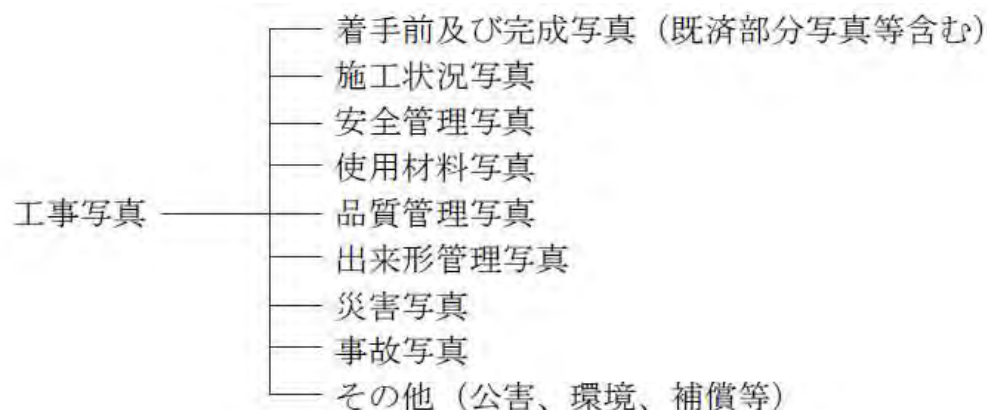 着手前及び完成写真（既済部分写真等含む）
施工状況写真
安全管理写真
使用材料写真
工事写真
品質管理写真
出来形管理写真
災害写真
事故写真
その他（公害、環境、補償等）